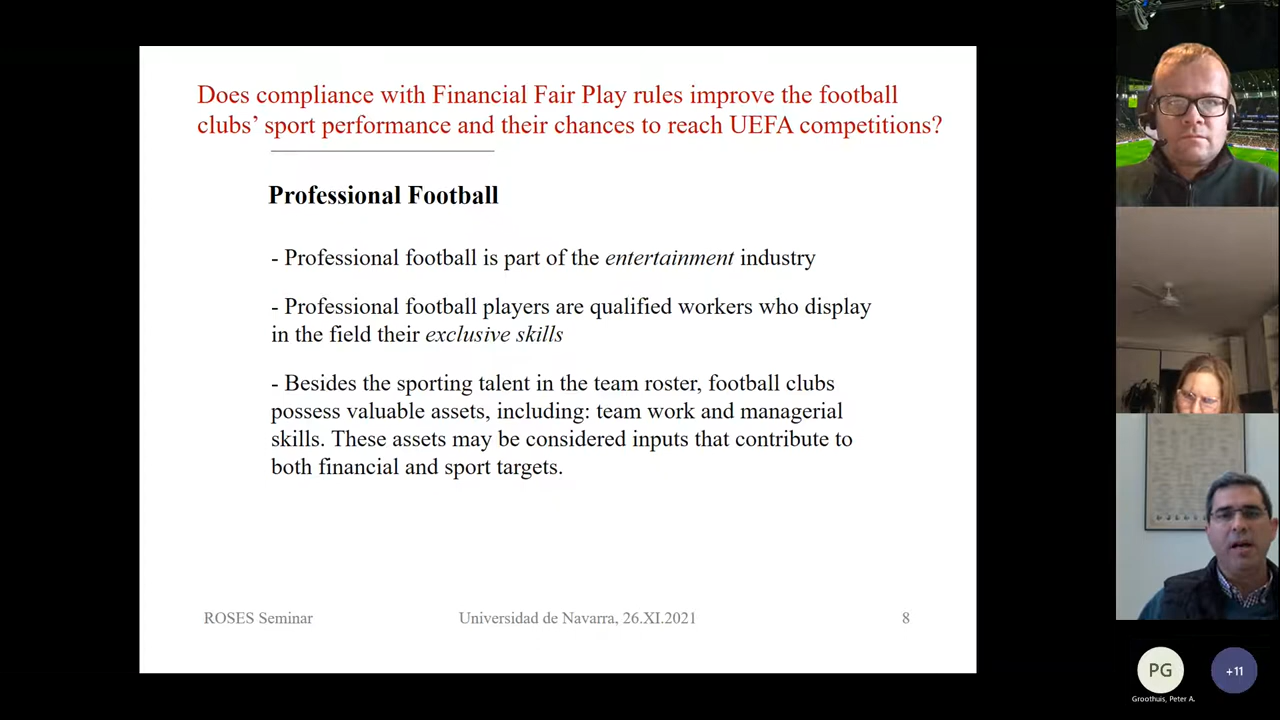 Does compliance with Financial Fair Play rules improve the football
clubs’ sport performance and their chances to reach UEFA competitions?
Professional Football
- Professional football is part of the entertainment industry
- Professional football players are qualified workers who display
in the field their exclusive skills
- Besides the sporting talent in the team roster, football clubs
possess valuable assets, including: team work and managerial
skills. These assets may be considered inputs that contribute to
both financial and sport targets.
ROSES Seminar
Universidad de Navarra, 26.XI.2021
8
PG
+11
Groothuis, Peter A.